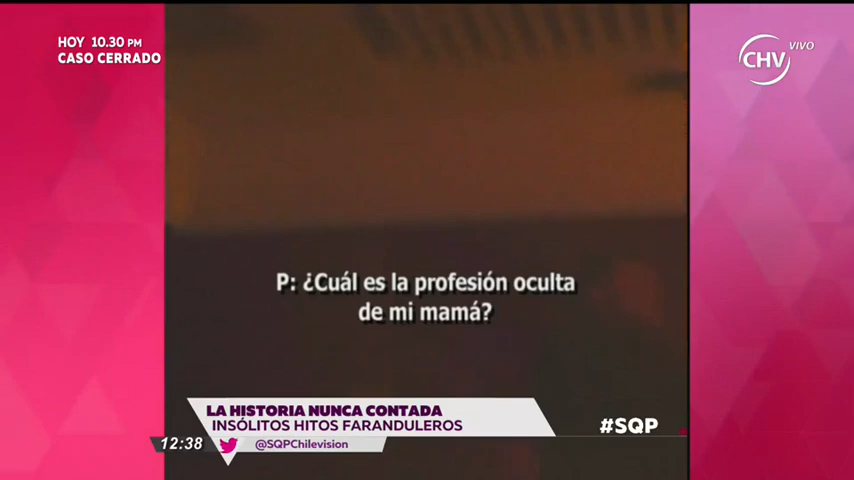 HOY 10.30 PM
CASO CERRADO
CHV VIVO
P: ¿Cuál es la profesión oculta
de mi mamá?
LA HISTORIA NUNCA CONTADA
INSÓLITOS HITOS FARANDULEROS
#SQP
12:38
@SQPChilevision